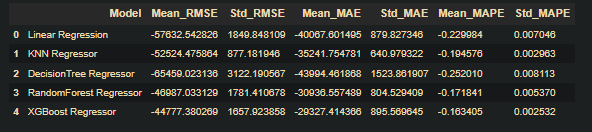 Model Mean_RMSE Std_RMSE Mean_MAE Std_MAE Mean_MAPE Std_MAPE
0 Linear Regression -57632.542826 1849.848109 -40067.601495 879.827346 -0.229984 0.007046
1 KNN Regressor -52524.475864 877.181946 -35241.754781 640.979322 -0.194576 0.002963
2 DecisionTree Regressor -65459.023136 3122.190567 -43994.461868 1523.861907 -0.252010 0.008113
3 RandomForest Regressor -46987.033129 1781.410678 -30936.557489 804.529409 -0.171841 0.005370
4 XGBoost Regressor -44777.380269 1657.923858 -29327.414366 895.569645 -0.163405 0.002532